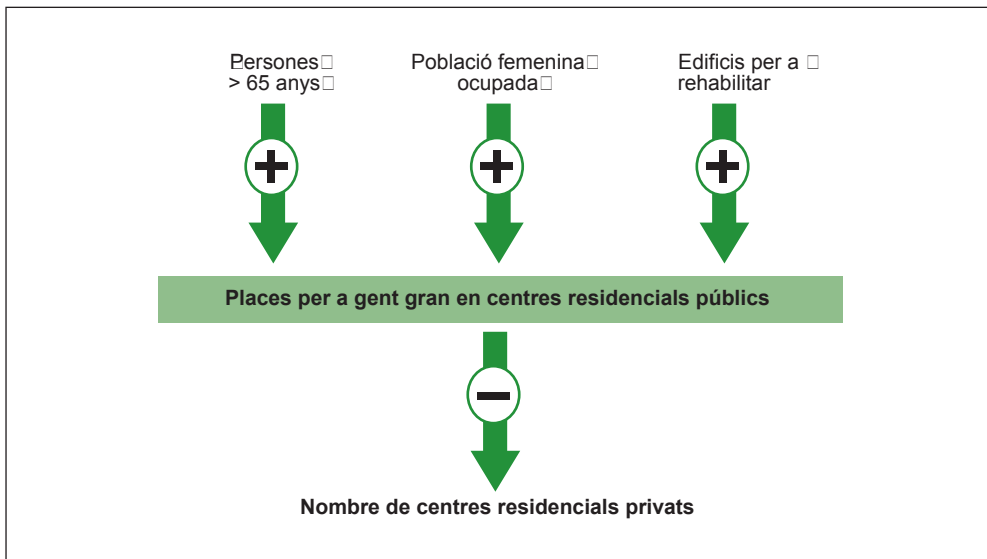 Persones
> 65 anys
Població femenina
ocupada
Edificis per a
rehabilitar
+
+
+
Places per a gent gran en centres residencials públics
−
Nombre de centres residencials privats